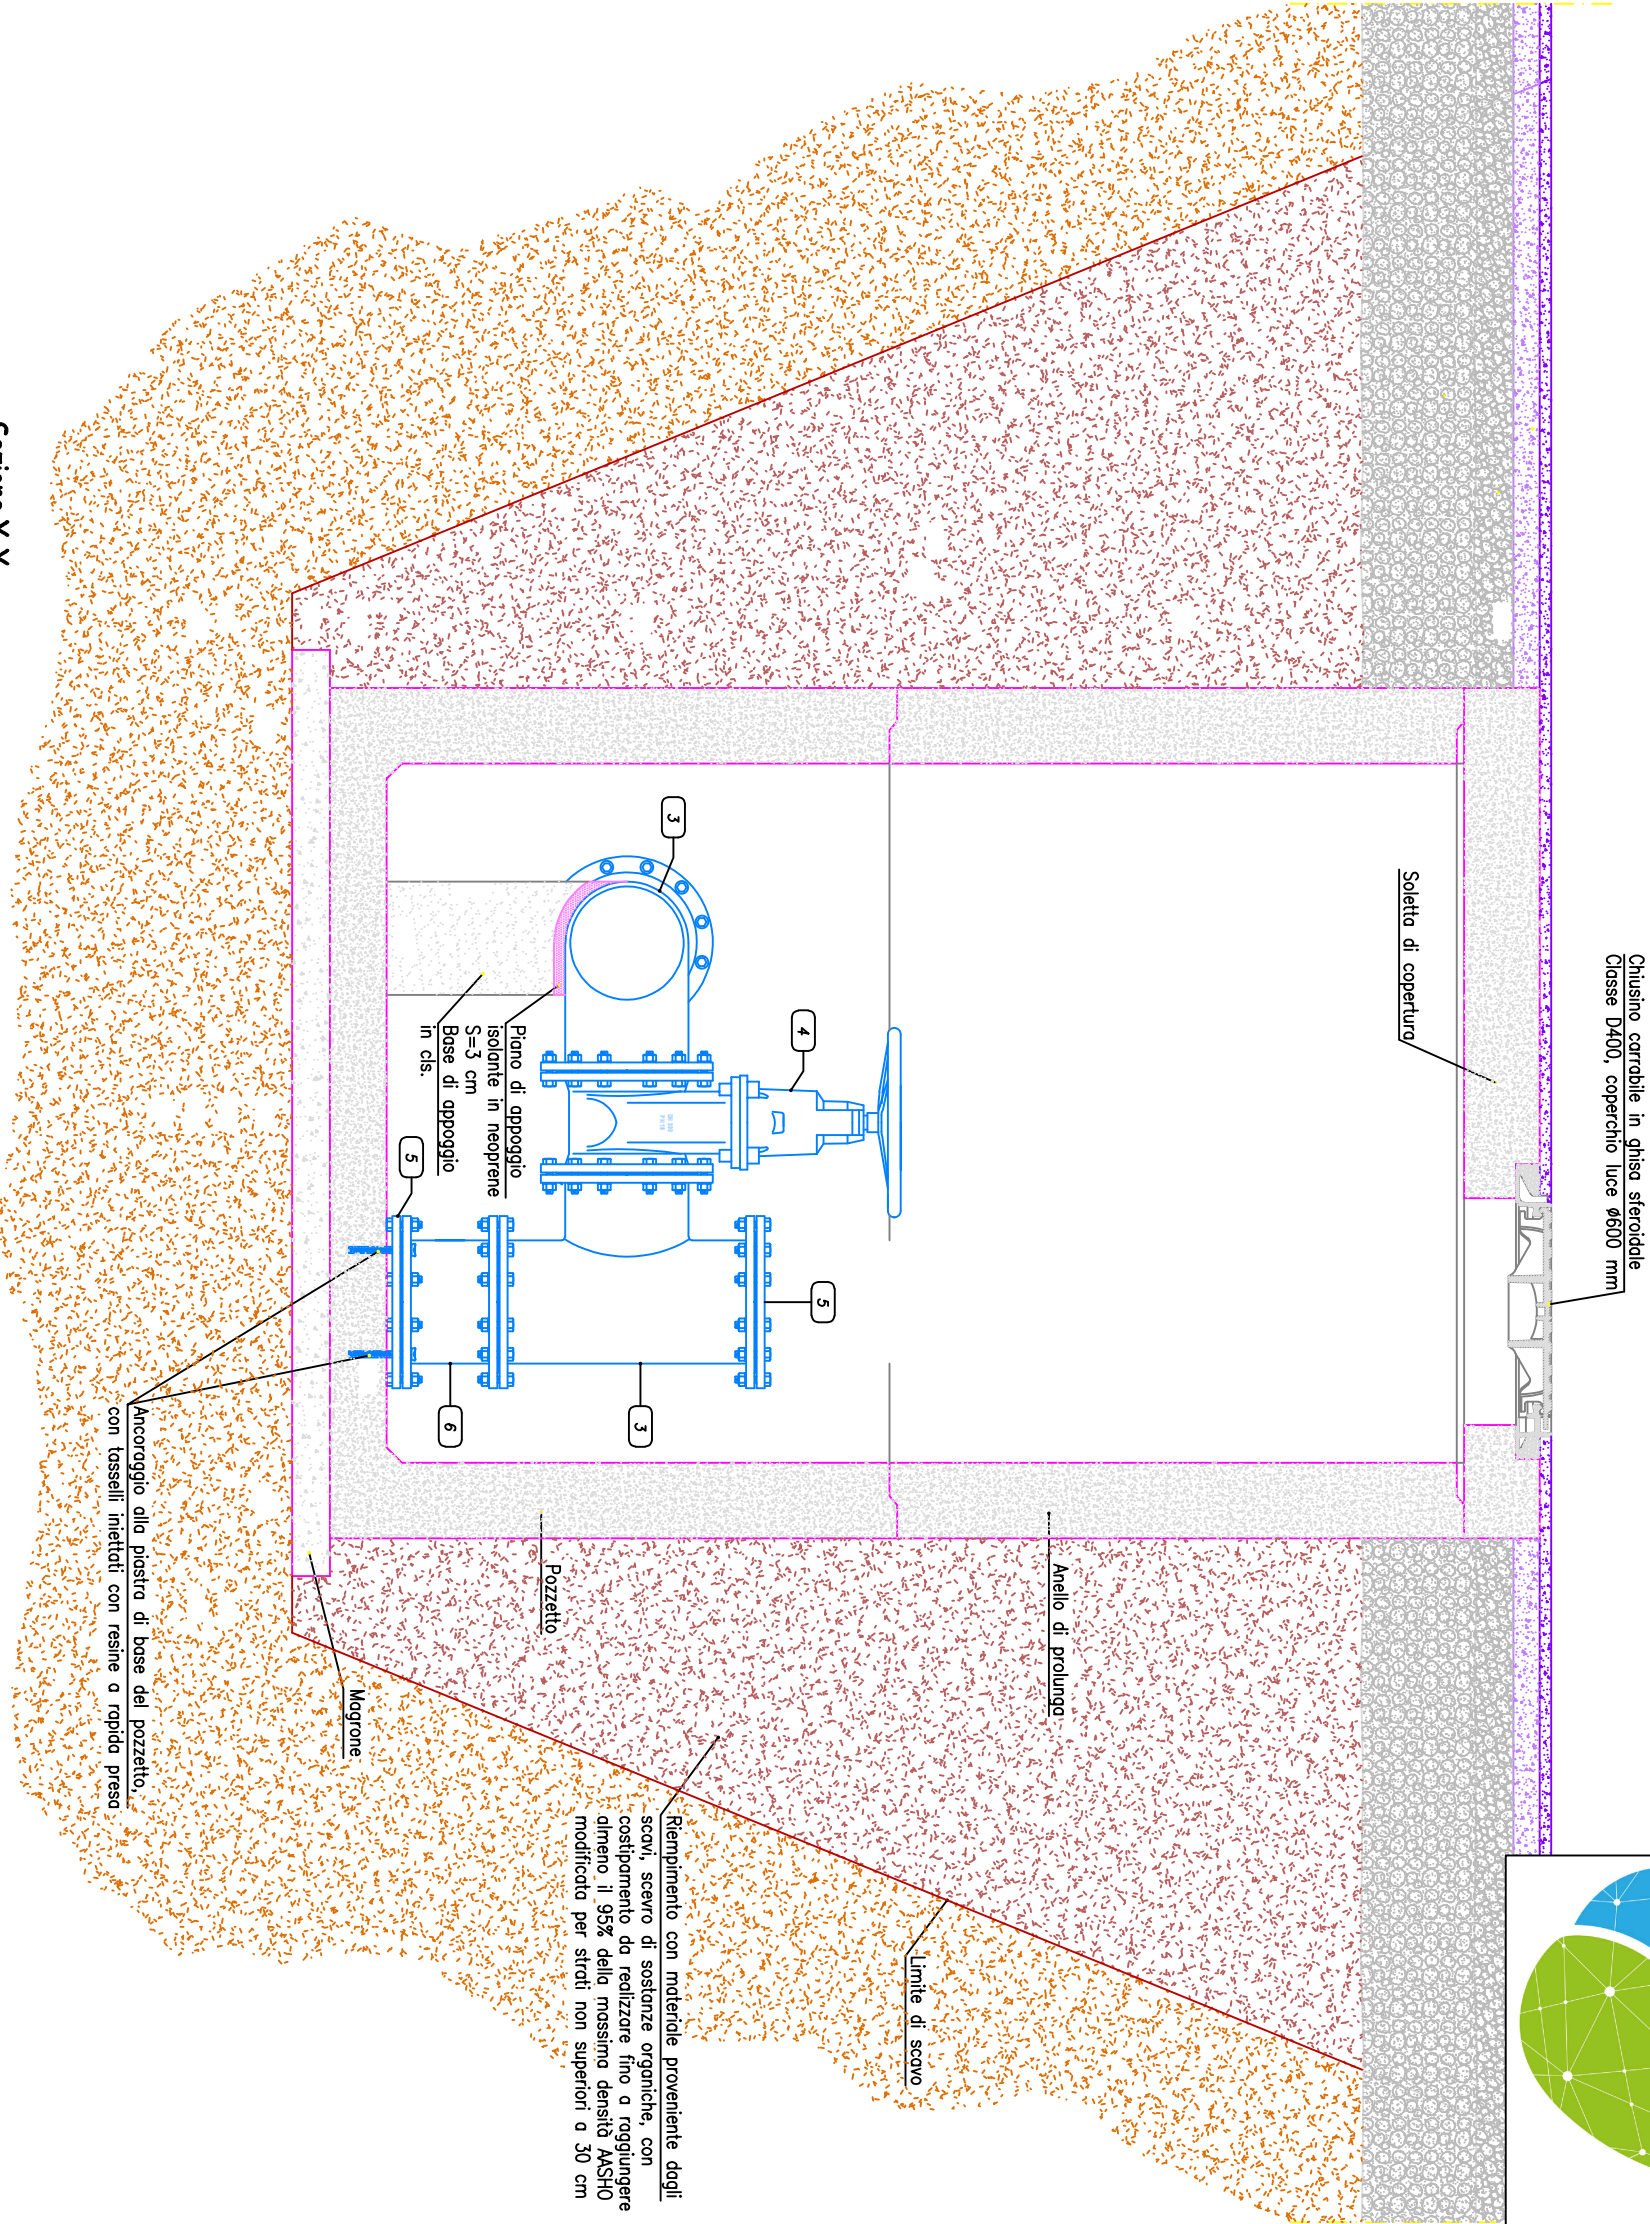 Chiusino carrabile in ghisa sferoidale
Classe D400, coperchio luce ø600 mm
Soletta di copertura
Anello di prolunga
Limite di scavo
5
4
3
Riempimento con materiale proveniente dagli
scavi, scevro di sostanze organiche, con
costipamento da realizzare fino a raggiungere
almeno il 95% della massima densità AASHO
modificata per strati non superiori a 30 cm
3
Pozzetto
Piano di appoggio
isolante in neoprene
S=3 cm
Base di appoggio
in cls.
6
5
Magrone
Ancoraggio alla piastra di base del pozzetto,
con tasselli iniettati con resine a rapida presa